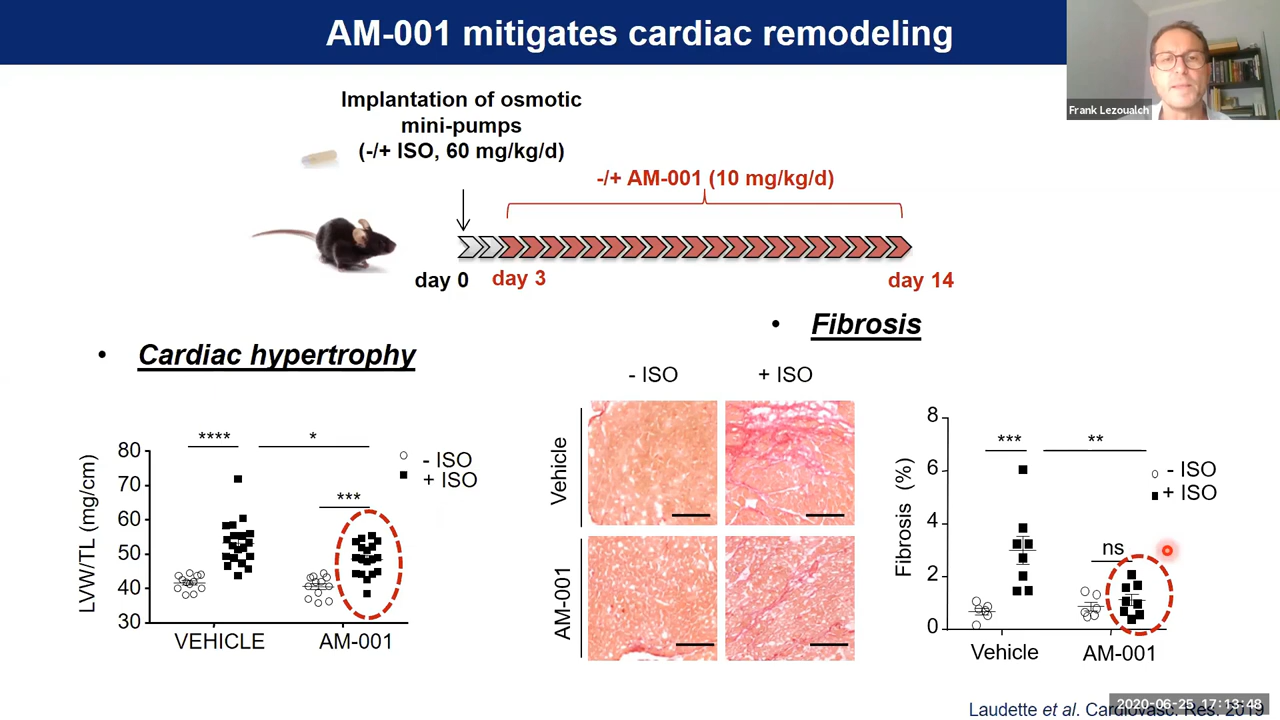 AM-001 mitigates cardiac remodeling
Frank Lezoualch
Implantation of osmotic
mini-pumps
(-/+ ISO, 60 mg/kg/d)
-/+ AM-001 (10 mg/kg/d)
day 0
day 3
day 14
• Cardiac hypertrophy
• Fibrosis
LVW/TL (mg/cm)
80
70
60
50
40
30
****
*
***
- ISO
+ ISO
VEHICLE
AM-001
- ISO
+ ISO
Vehicle
AM-001
Fibrosis (%)
8
6
4
2
0
***
**
ns
- ISO
+ ISO
Vehicle
AM-001
Laudette et al. Cardiovasc. Res, 2019
2020-06-25 17:13:48